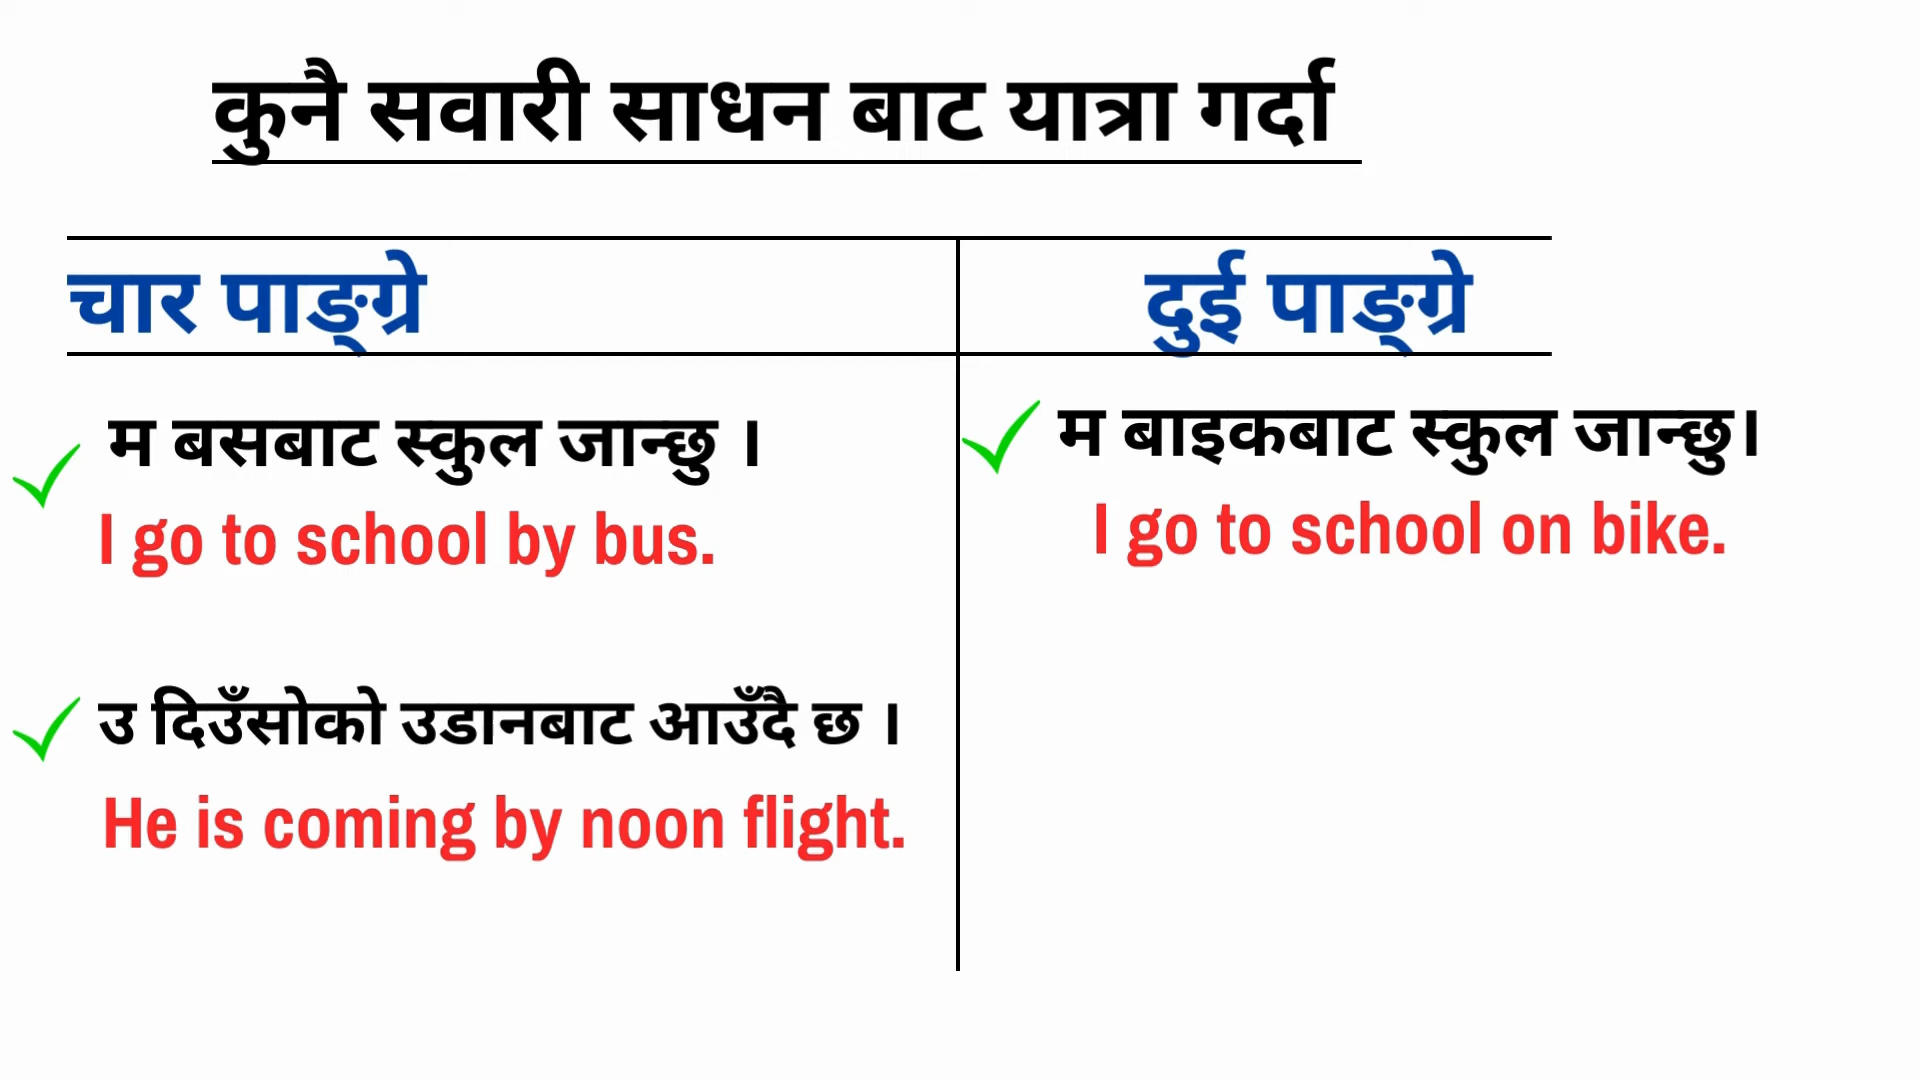 कुनै सवारी साधन बाट यात्रा गर्दा
चार पाङ्ग्रे
दुई पाङ्ग्रे
म बसबाट स्कुल जान्छु ।
I go to school by bus.
उ दिउँसोको उडानबाट आउँदै छ ।
He is coming by noon flight.
म बाइकबाट स्कुल जान्छु।
I go to school on bike.